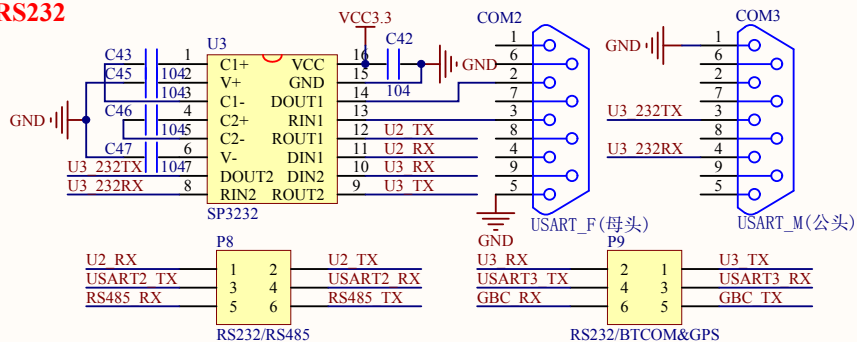 RS232
VCC3.3
COM2
COM3
U3
C43
C45
C46
C47
104
104
104
104
C42
104
GND
GND
GND
GND
1 C1+ VCC 16
2 V+ GND 15
3 C1- DOUT1 14
4 C2+ RIN1 13
5 C2- ROUT1 12 U2_TX
6 V- DIN1 11 U2_RX
U3_232TX 7 DOUT2 DIN2 10 U3_RX
U3_232RX 8 RIN2 ROUT2 9 U3_TX
SP3232
1
6
2
7
3
8
4
9
5
USART_F(母头)
1
6
2
7
U3_232TX 3
8
U3_232RX 4
9
5
USART_M(公头)
P8
U2_RX 1 2 U2_TX
USART2_TX 3 4 USART2_RX
RS485_RX 5 6 RS485_TX
RS232/RS485
P9
U3_RX 2 1 U3_TX
USART3_TX 4 3 USART3_RX
GBC_RX 6 5 GBC_TX
RS232/BTCOM&GPS